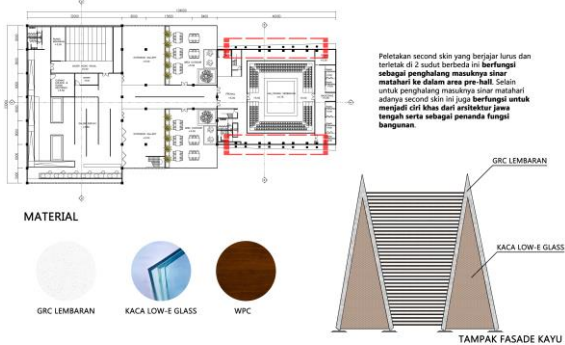 Peletakan second skin yang berjajar lurus dan
terletak di 2 sudut berbeda ini berfungsi
sebagai penghalang masuknya sinar
matahari ke dalam area pre-hall. Selain
untuk penghalang masuknya sinar matahari
adanya second skin ini juga berfungsi untuk
menjadi ciri khas dari arsitektur jawa
tengah serta sebagai penanda fungsi
bangunan.
GRC LEMBARAN
KACA LOW-E GLASS
TAMPAK FASADE KAYU
MATERIAL
GRC LEMBARAN
KACA LOW-E GLASS
WPC